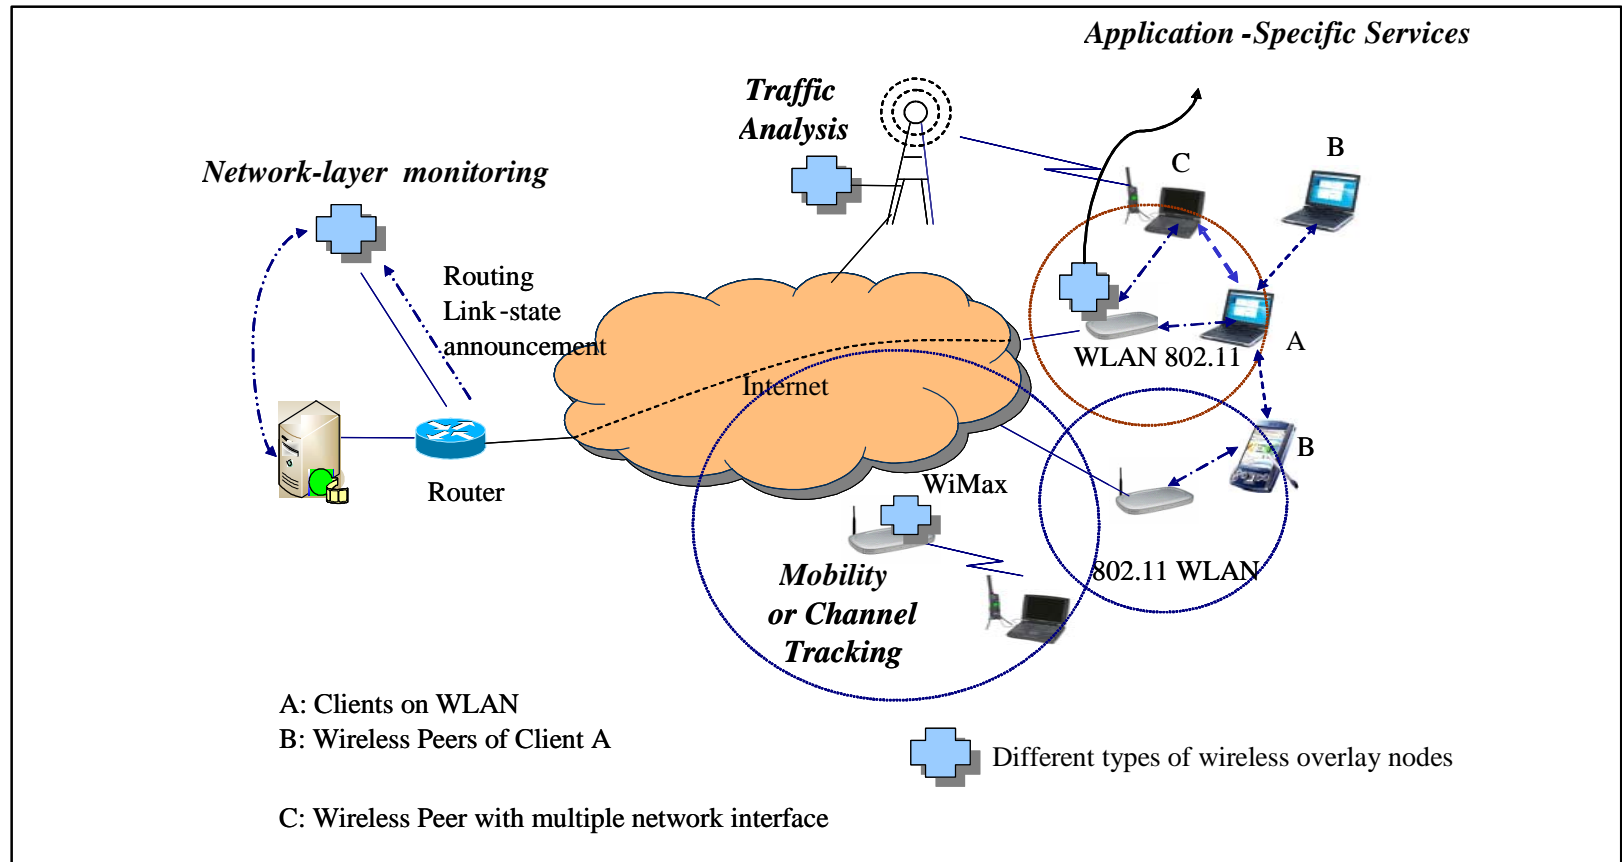 Application -Specific Services
Traffic
Analysis
Network-layer monitoring
C
B
Routing
Link-state
announcement
A
WLAN 802.11
Internet
B
Router
WiMax
802.11 WLAN
Mobility
or Channel
Tracking
A: Clients on WLAN
B: Wireless Peers of Client A
Different types of wireless overlay nodes
C: Wireless Peer with multiple network interface